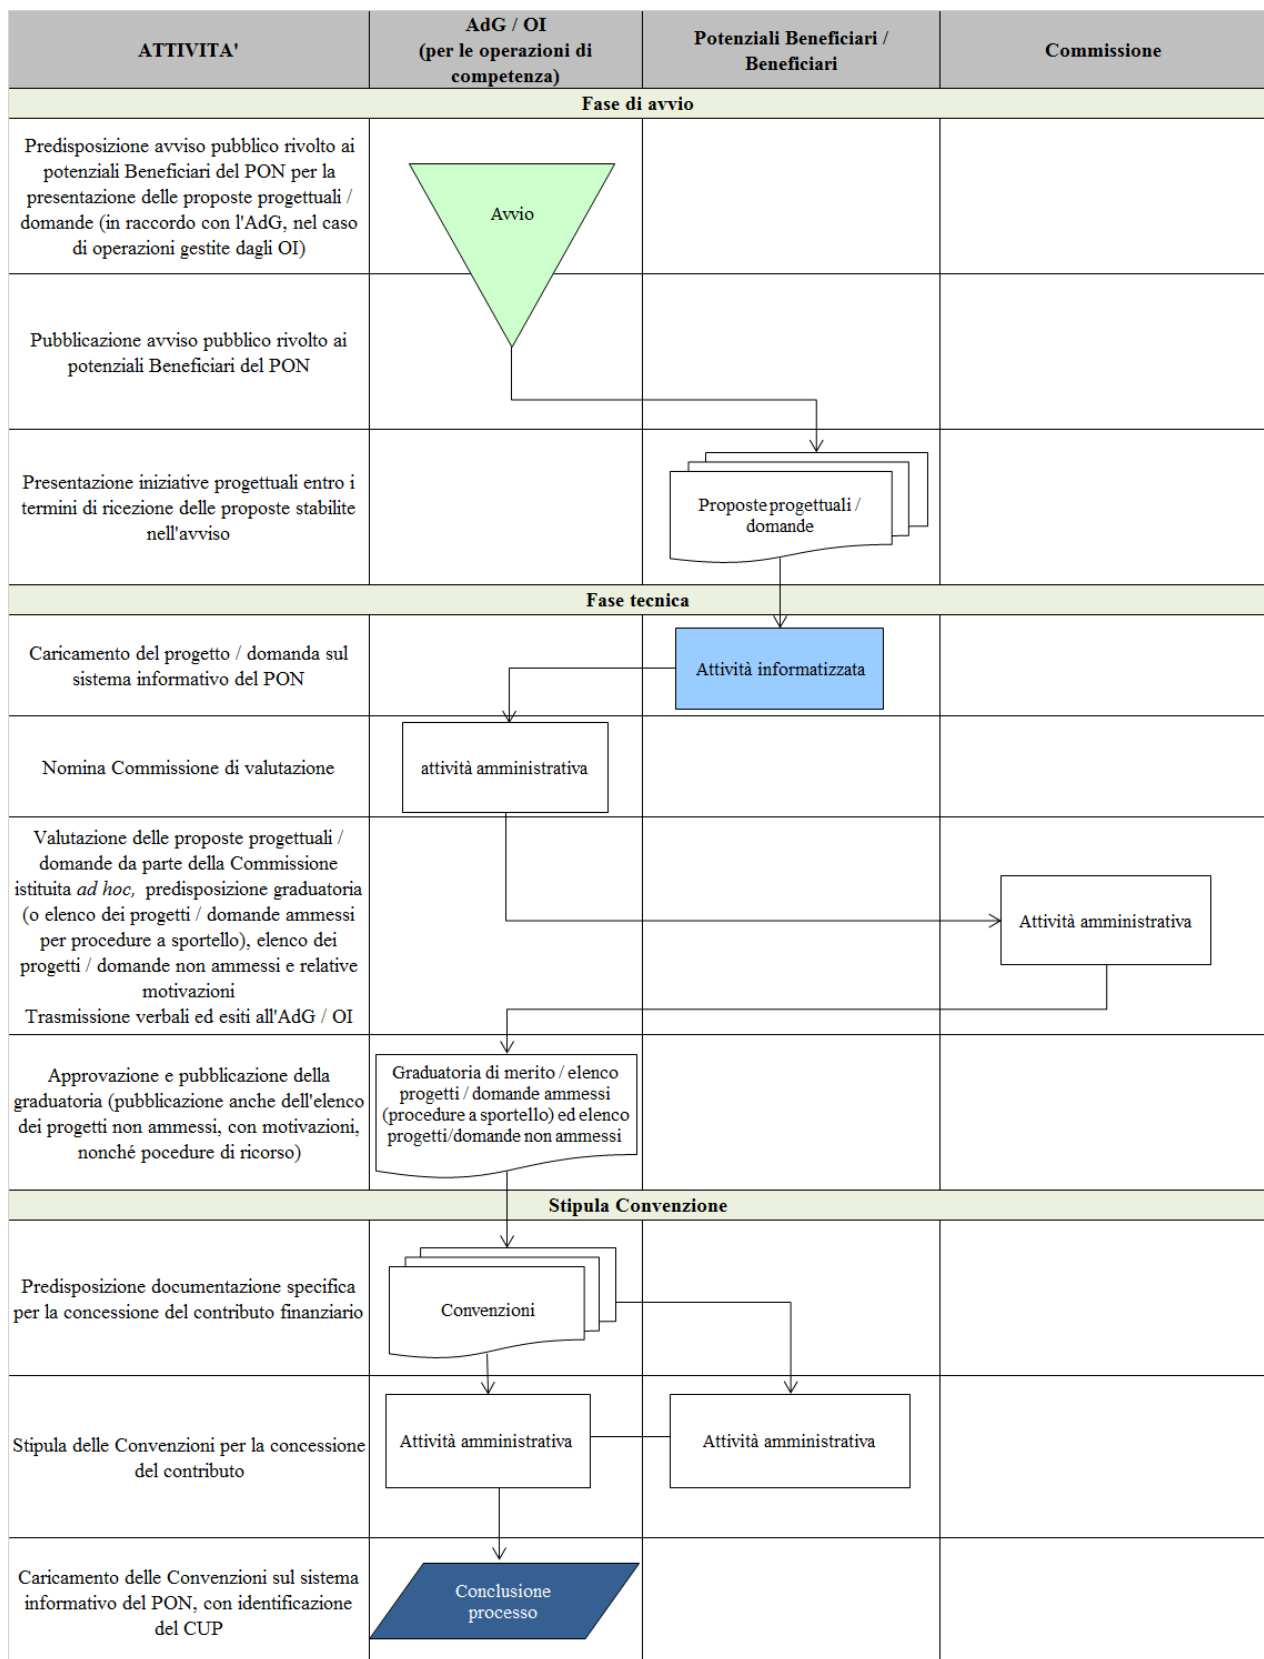 ATTIVITA'
AdG / OI
(per le operazioni di
competenza)
Potenziali Beneficiari /
Beneficiari
Commissione
Fase di avvio
Predisposizione avviso pubblico rivolto ai
potenziali Beneficiari del PON per la
presentazione delle proposte progettuali /
domande (in raccordo con l'AdG, nel caso
di operazioni gestite dagli OI)
Avvio
Pubblicazione avviso pubblico rivolto ai
potenziali Beneficiari del PON
Presentazione iniziative progettuali entro i
termini di ricezione delle proposte stabilite
nell'avviso
Proposte progettuali /
domande
Fase tecnica
Caricamento del progetto / domanda sul
sistema informativo del PON
Attività informatizzata
Nomina Commissione di valutazione
attività amministrativa
Valutazione delle proposte progettuali /
domande da parte della Commissione
istituita ad hoc, predisposizione graduatoria
(o elenco dei progetti / domande ammessi
per procedure a sportello), elenco dei
progetti / domande non ammessi e relative
motivazioni
Trasmissione verbali ed esiti all'AdG / OI
Attività amministrativa
Approvazione e pubblicazione della
graduatoria (pubblicazione anche dell'elenco
dei progetti non ammessi, con motivazioni,
nonché pocedure di ricorso)
Graduatoria di merito / elenco
progetti / domande ammessi
(procedure a sportello) ed elenco
progetti/domande non ammessi
Stipula Convenzione
Predisposizione documentazione specifica
per la concessione del contributo finanziario
Convenzioni
Stipula delle Convenzioni per la concessione
del contributo
Attività amministrativa
Attività amministrativa
Caricamento delle Convenzioni sul sistema
informativo del PON, con identificazione
del CUP
Conclusione
processo